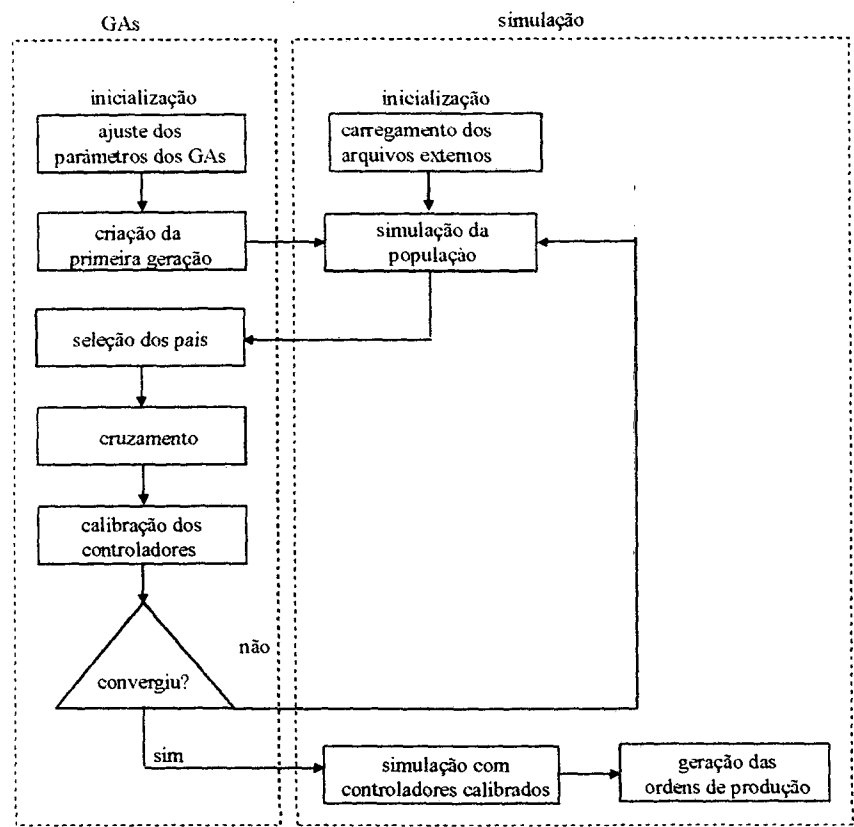 GAs
simulação
inicialização
ajuste dos
parâmetros dos GAs
inicialização
carregamento dos
arquivos externos
criação da
primeira geração
simulação da
população
seleção dos pais
cruzamento
calibração dos
controladores
não
convergiu?
sim
simulação com
controladores calibrados
geração das
ordens de produção